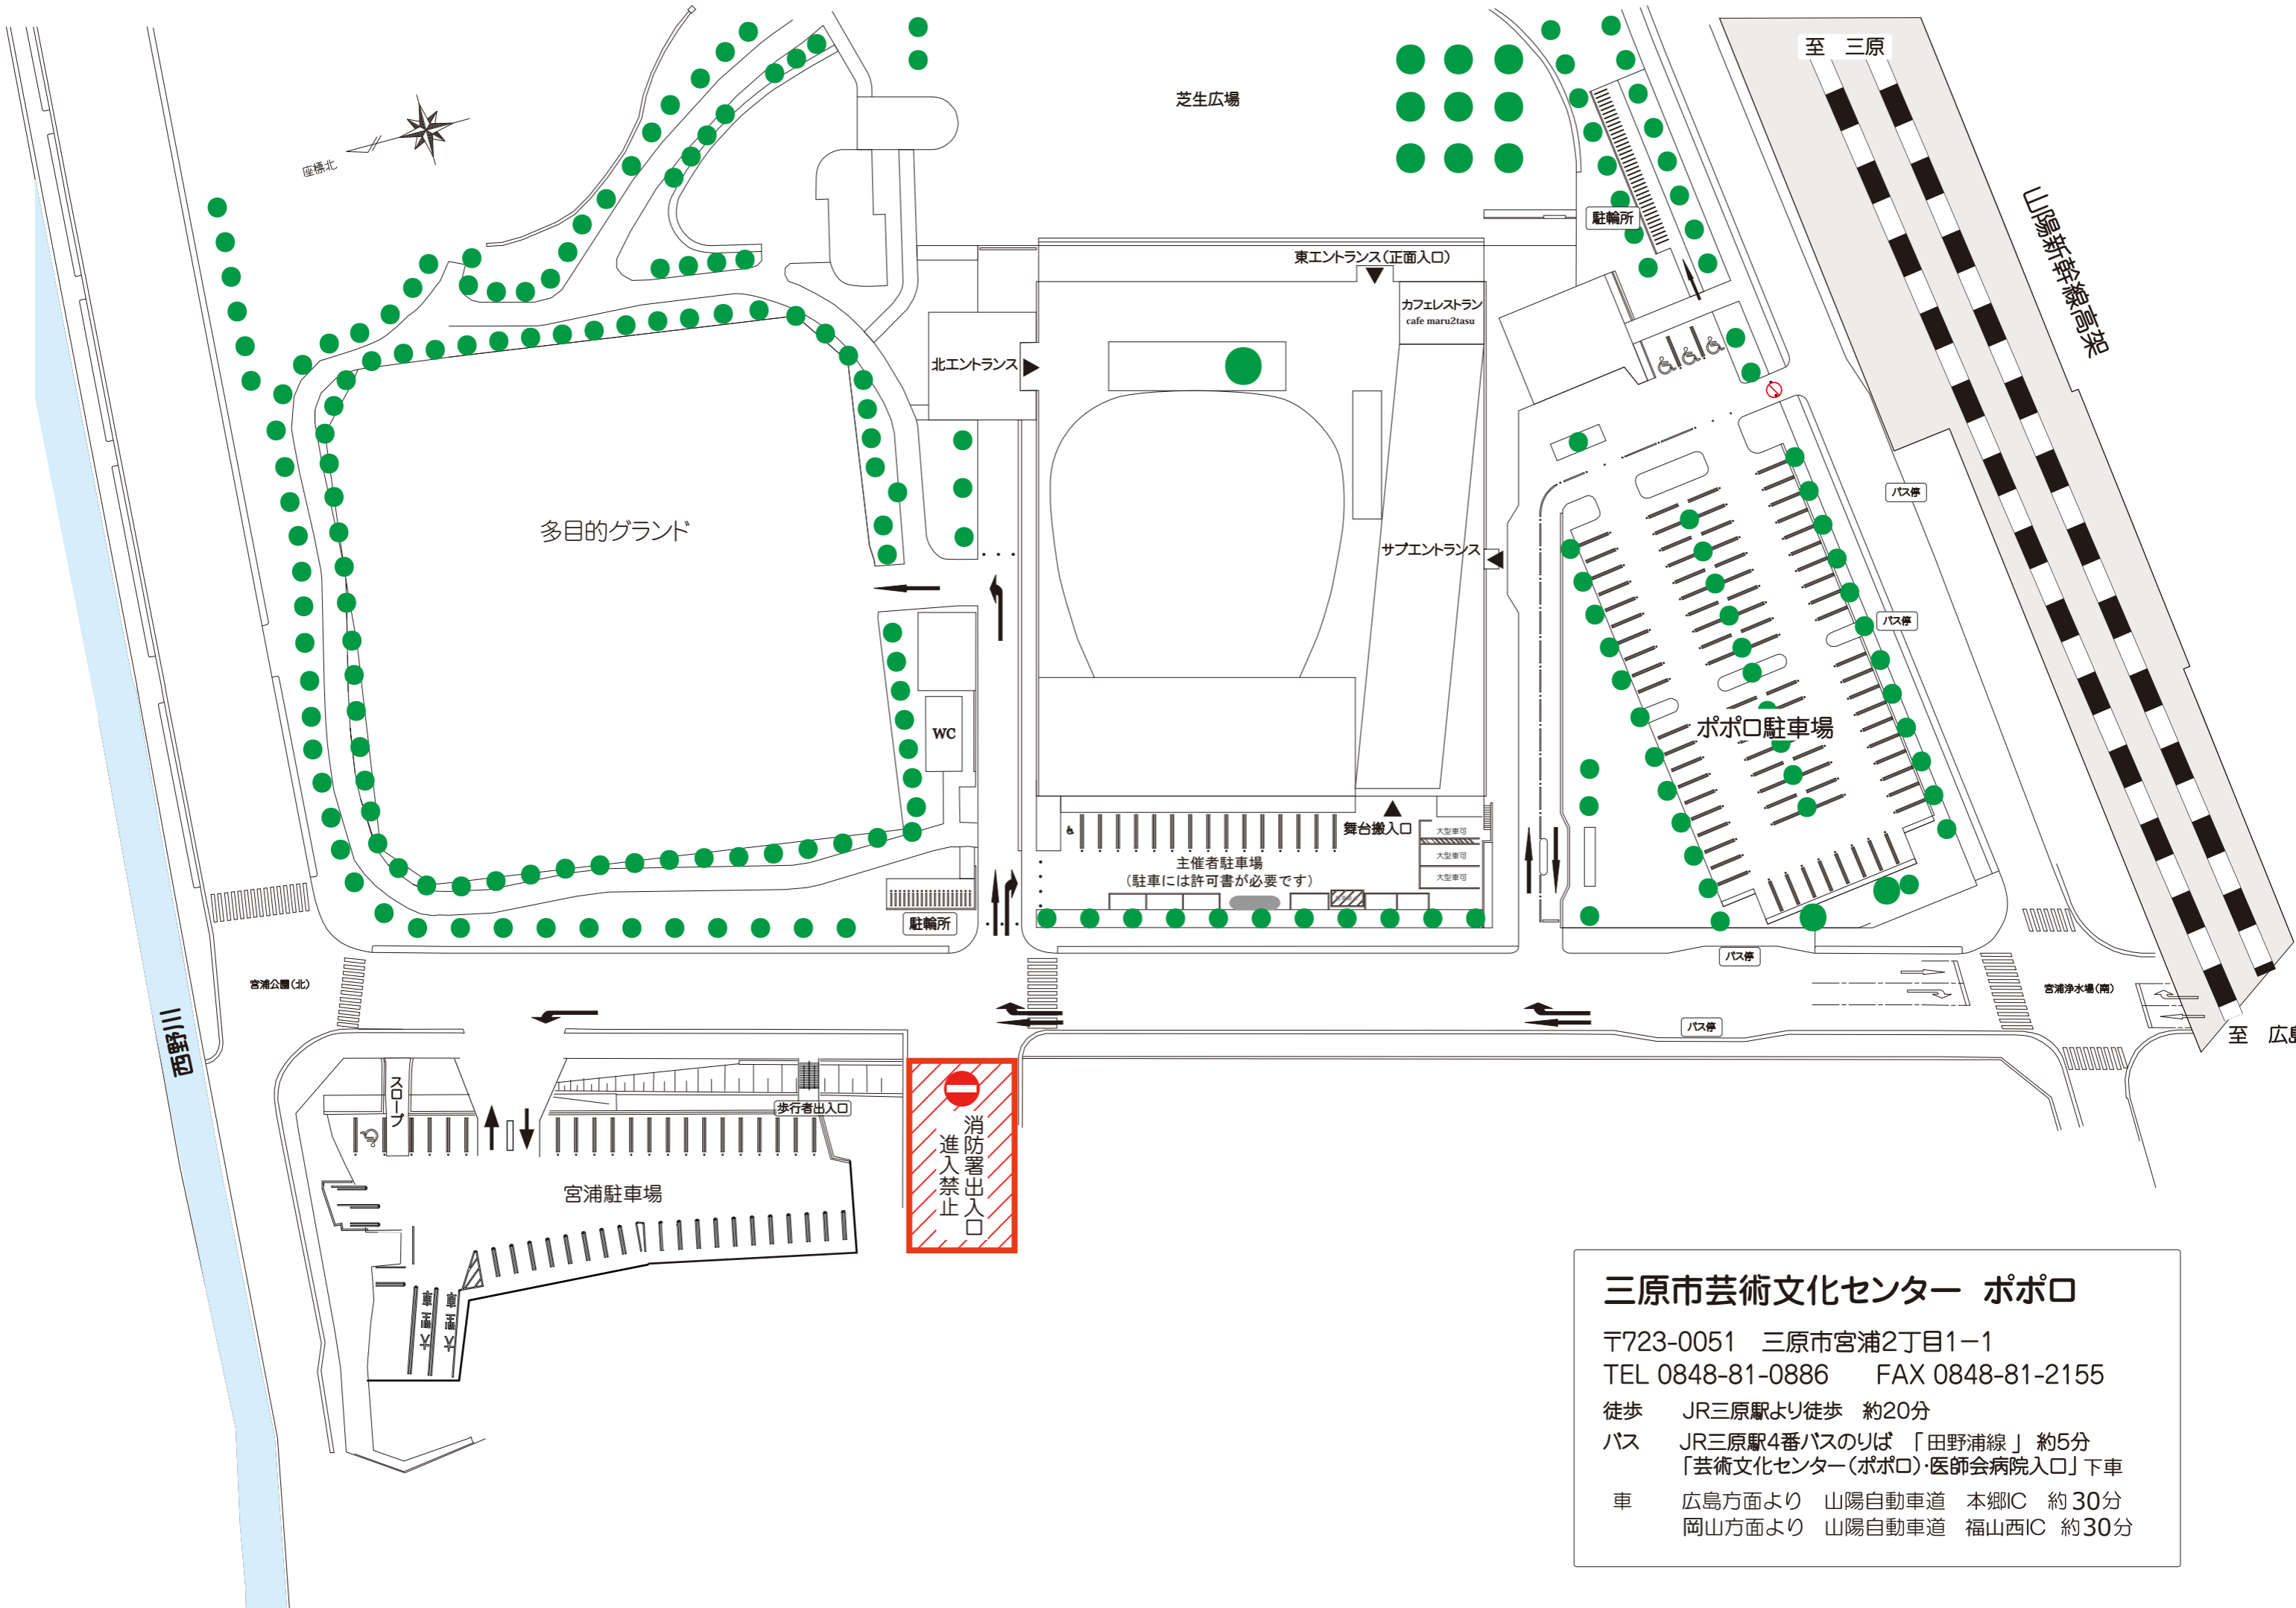 至　三原
芝生広場
座標北
山陽新幹線高架
駐輪所
東エントランス(正面入口)
カフェレストラン
cafe maru2tasu
北エントランス
バス停
多目的グランド
サブエントランス
バス停
ポポロ駐車場
WC
舞台搬入口
大型車可
大型車可
大型車可
主催者駐車場
(駐車には許可書が必要です)
駐輪所
バス停
宮浦公園(北)
宮浦浄水場(南)
バス停
至　広島
西野川
スロープ
歩行者出入口
消防署出入口
進入禁止
宮浦駐車場
大型車
大型車
三原市芸術文化センター ポポロ
〒723-0051　三原市宮浦2丁目1－1
TEL 0848-81-0886　FAX 0848-81-2155
徒歩　JR三原駅より徒歩　約20分
バス　JR三原駅4番バスのりば　「田野浦線」 約5分
「芸術文化センター(ポポロ)・医師会病院入口」下車
車　広島方面より　山陽自動車道　本郷IC　約30分
岡山方面より　山陽自動車道　福山西IC　約30分